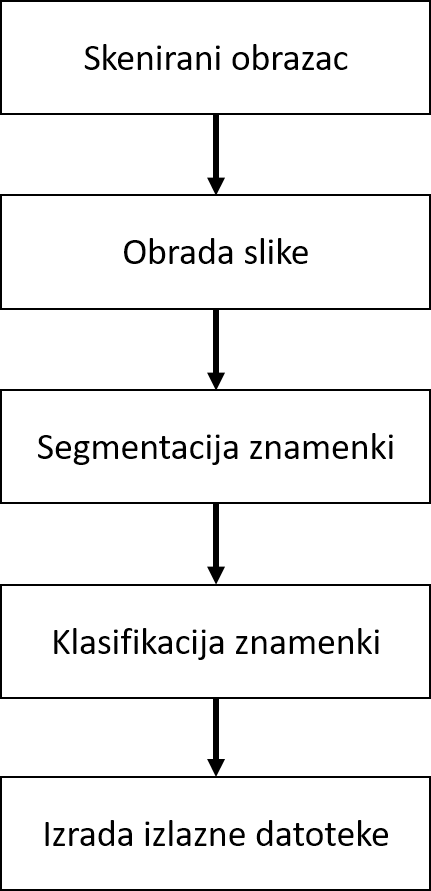 Skenirani obrazac
Obrada slike
Segmentacija znamenki
Klasifikacija znamenki
Izrada izlazne datoteke